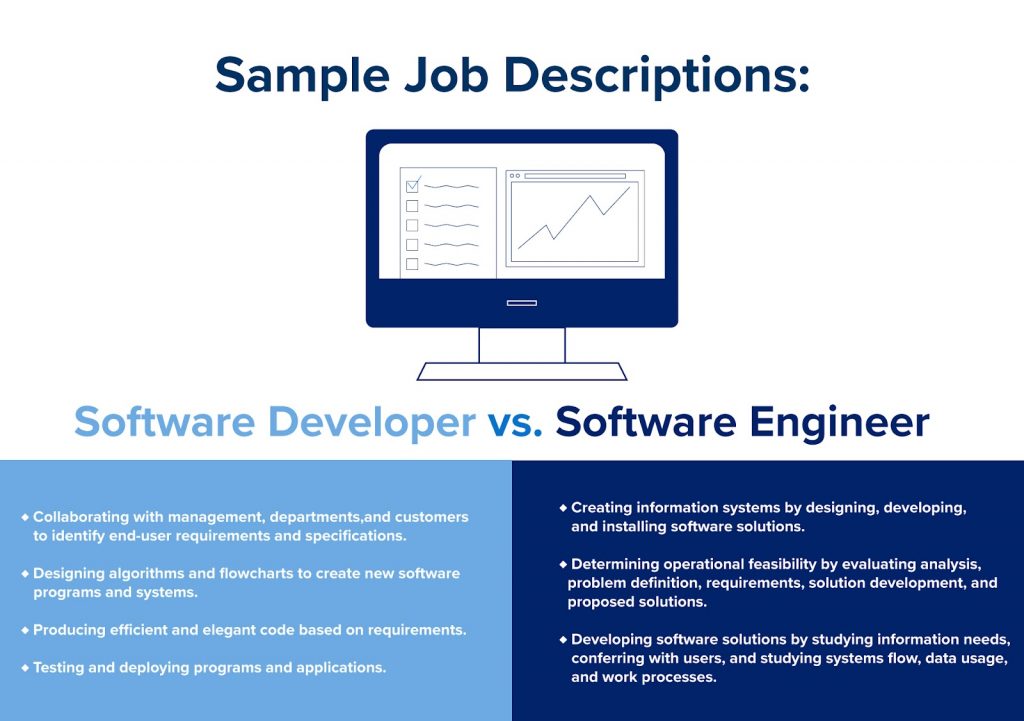 Sample Job Descriptions:
Software Developer vs. Software Engineer
◆ Collaborating with management, departments,and customers
to identify end-user requirements and specifications.
◆ Designing algorithms and flowcharts to create new software
programs and systems.
◆ Producing efficient and elegant code based on requirements.
◆ Testing and deploying programs and applications.
◆ Creating information systems by designing, developing,
and installing software solutions.
◆ Determining operational feasibility by evaluating analysis,
problem definition, requirements, solution development, and
proposed solutions.
◆ Developing software solutions by studying information needs,
conferring with users, and studying systems flow, data usage,
and work processes.